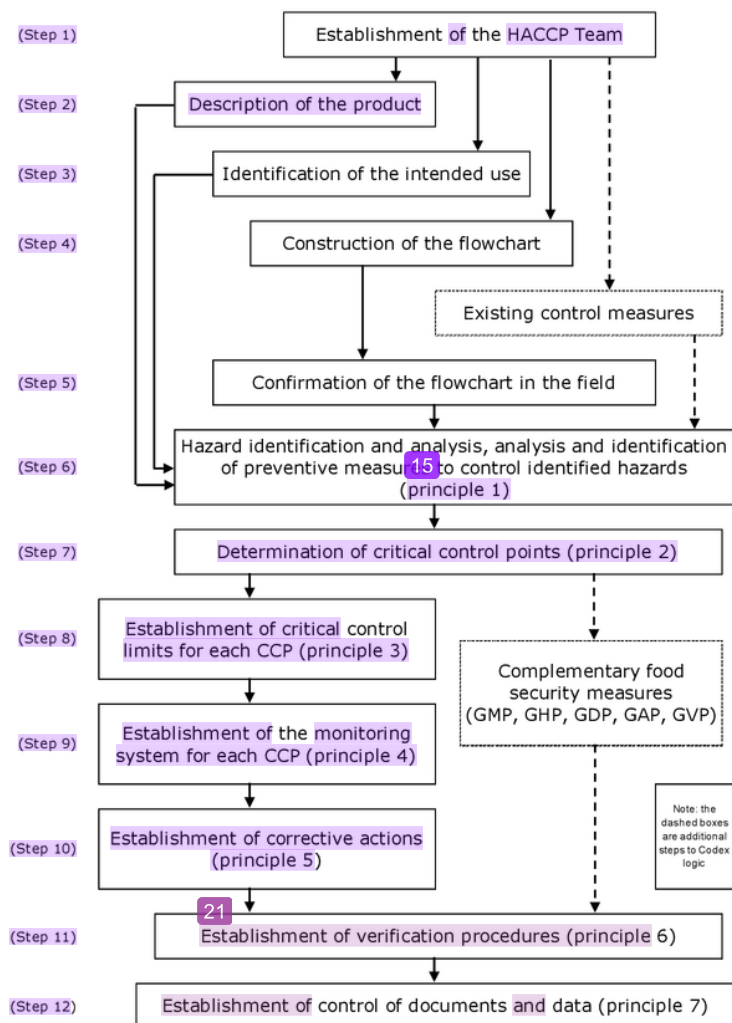 (Step 1)
Establishment of the HACCP Team
(Step 2)
Description of the product
(Step 3)
Identification of the intended use
(Step 4)
Construction of the flowchart
Existing control measures
(Step 5)
Confirmation of the flowchart in the field
(Step 6)
Hazard identification and analysis, analysis and identification
of preventive to control identified hazards
15
(principle 1)
(Step 7)
Determination of critical control points (principle 2)
(Step 8)
Establishment of critical control
limits for each CCP (principle 3)
Complementary food
security measures
(GMP, GHP, GDP, GAP, GVP)
(Step 9)
Establishment of the monitoring
system for each CCP (principle 4)
(Step 10)
Establishment of corrective actions
(principle 5)
Note: the
dashed boxes
are additional
steps to Codex
logic
21
(Step 11)
Establishment of verification procedures (principle 6)
(Step 12)
Establishment of control of documents and data (principle 7)